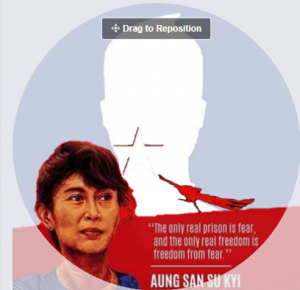 Drag to Reposition
"The only real prison is fear,
and the only real freedom is
freedom from fear."
AUNG SAN SU KYI